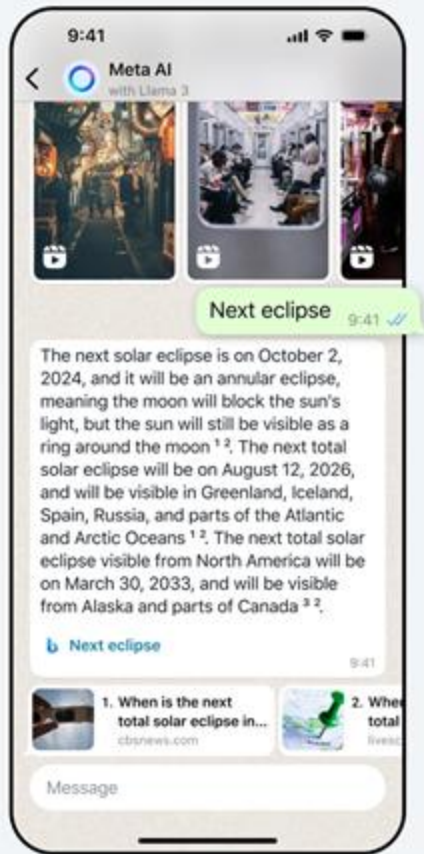 9:41
Meta AI
with Llama 3
Next eclipse
9:41
The next solar eclipse is on October 2,
2024, and it will be an annular eclipse,
meaning the moon will block the sun's
light, but the sun will still be visible as a
ring around the moon ¹ ². The next total
solar eclipse will be on August 12, 2026,
and will be visible in Greenland, Iceland,
Spain, Russia, and parts of the Atlantic
and Arctic Oceans ¹ ². The next total solar
eclipse visible from North America will be
on March 30, 2033, and will be visible
from Alaska and parts of Canada ³ ².
Next eclipse
9:41
1. When is the next
total solar eclipse in...
cbsnews.com
2. Whe
total
livesc
Message